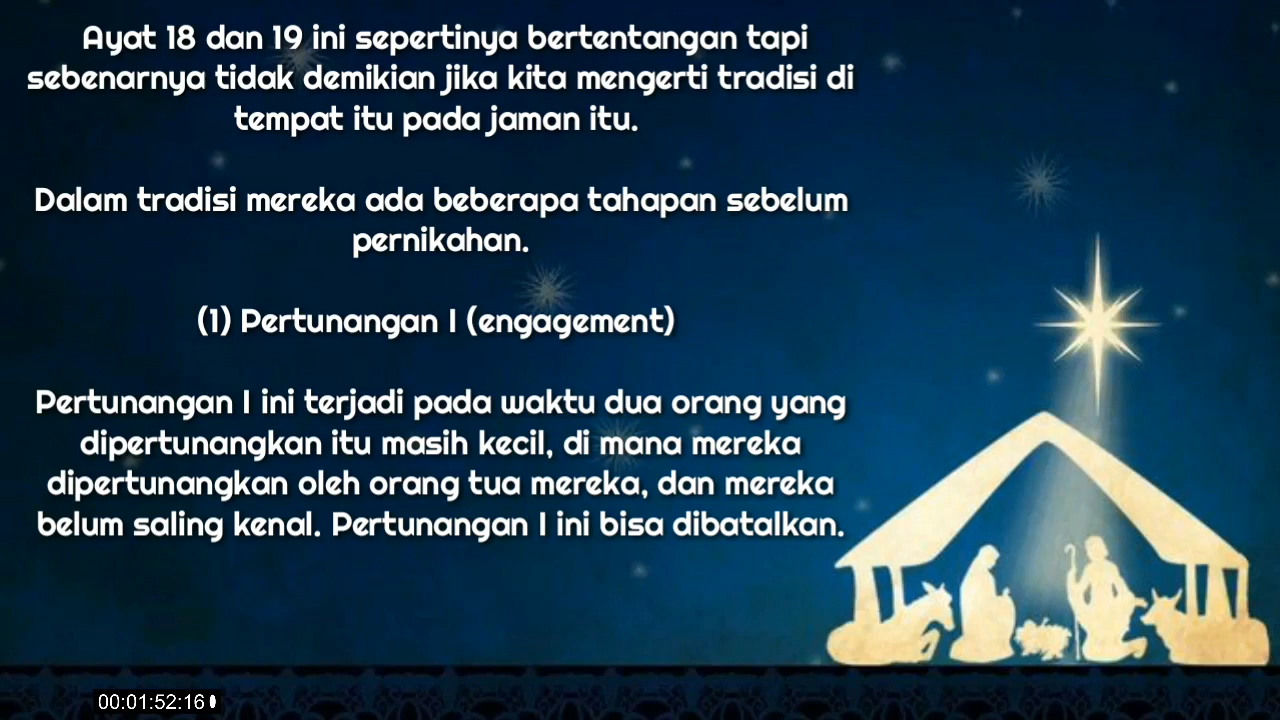 Ayat 18 dan 19 ini sepertinya bertentangan tapi
sebenarnya tidak demikian jika kita mengerti tradisi di
tempat itu pada jaman itu.
Dalam tradisi mereka ada beberapa tahapan sebelum
pernikahan.
(1) Pertunangan I (engagement)
Pertunangan I ini terjadi pada waktu dua orang yang
dipertunangkan itu masih kecil, di mana mereka
dipertunangkan oleh orang tua mereka, dan mereka
belum saling kenal. Pertunangan I ini bisa dibatalkan.
00:01:52:16